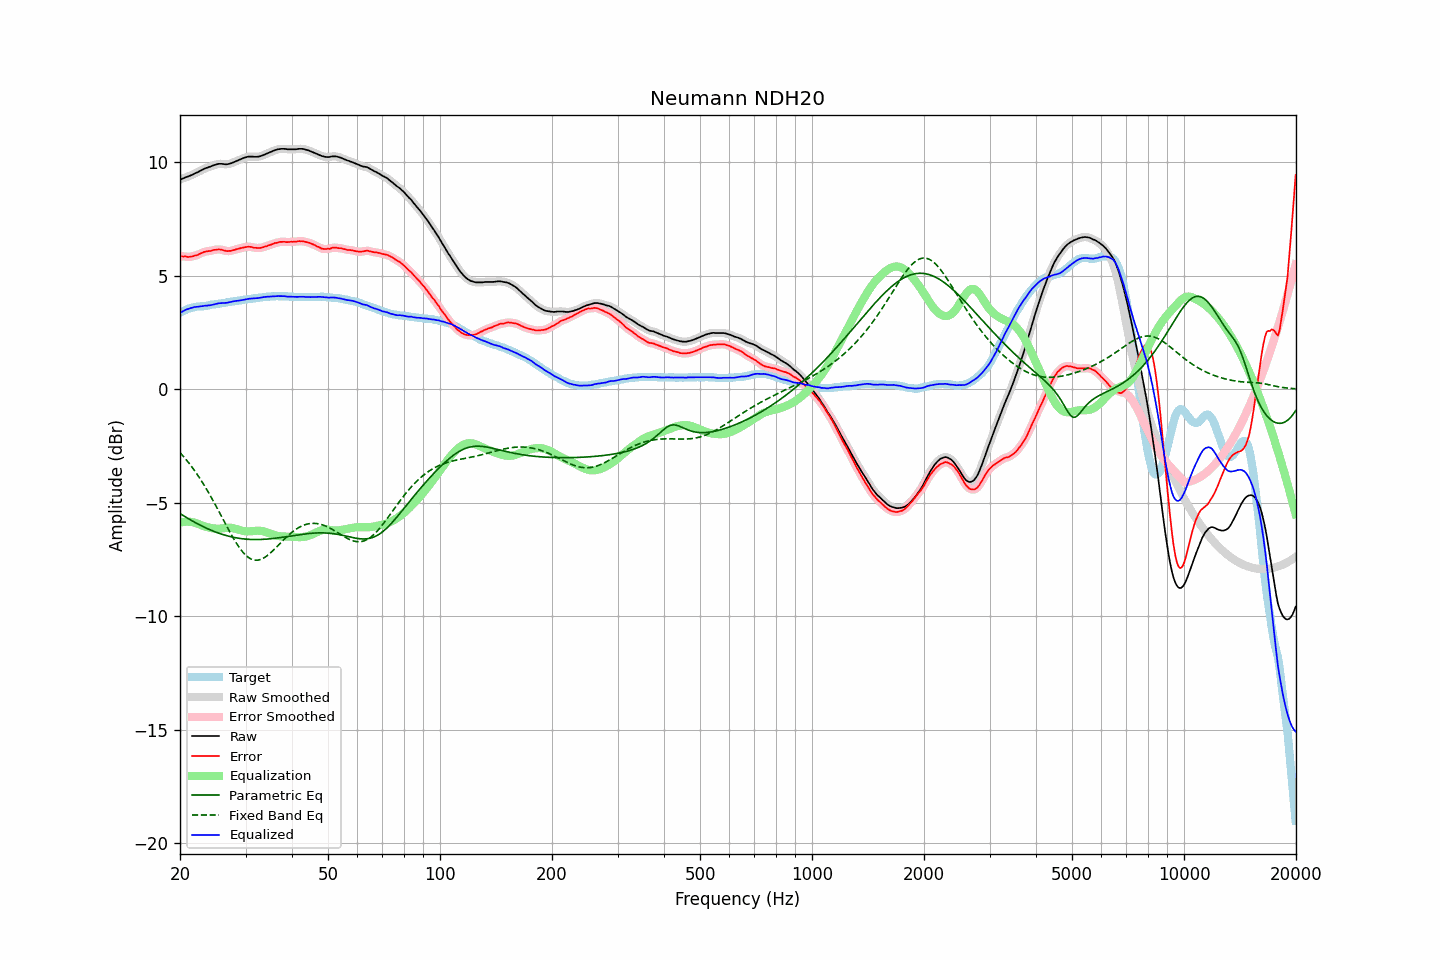 Neumann NDH20
Amplitude (dBr)
10
5
0
−5
−10
−15
−20
Target
Raw Smoothed
Error Smoothed
Raw
Error
Equalization
Parametric Eq
Fixed Band Eq
Equalized
20 50 100 200 500 1000 2000 5000 10000 20000
Frequency (Hz)